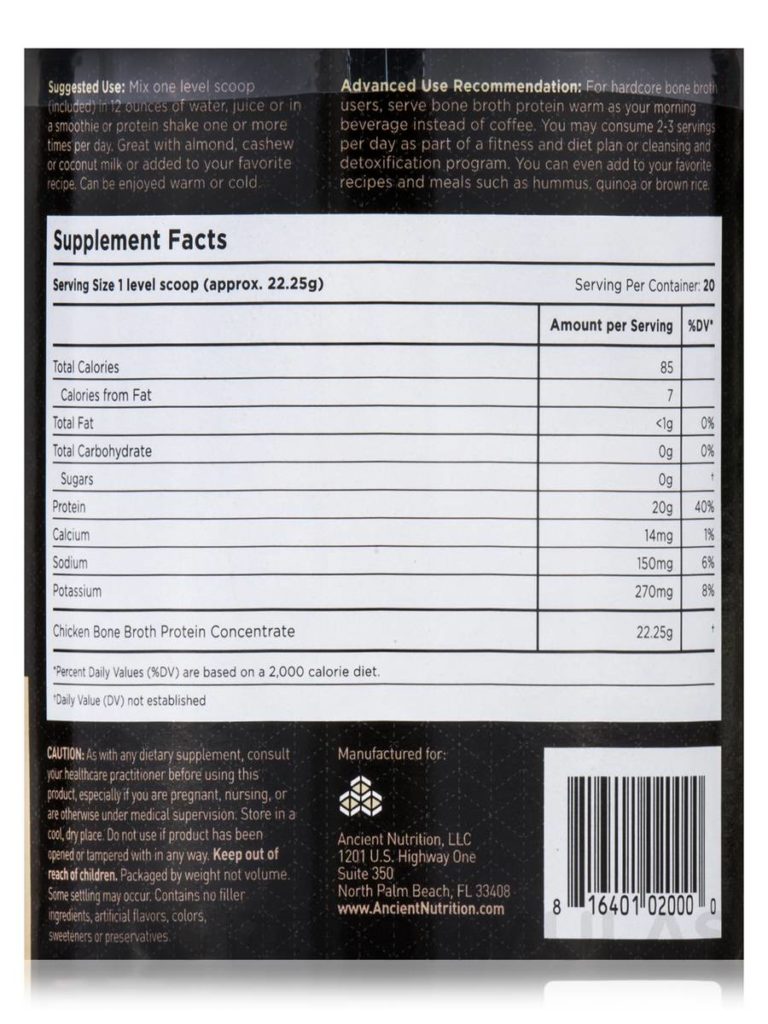 Suggested Use: Mix one level scoop
(included) in 12 ounces of water, juice or in
a smoothie or protein shake one or more
times per day. Great with almond, cashew
or coconut milk or added to your favorite
recipe. Can be enjoyed warm or cold.
Advanced Use Recommendation: For hardcore bone broth
users, serve bone broth protein warm as your morning
beverage instead of coffee. You may consume 2-3 servings
per day as part of a fitness and diet plan or cleansing and
detoxification program. You can even add to your favorite
recipes and meals such as hummus, quinoa or brown rice.
Supplement Facts
Serving Size 1 level scoop (approx. 22.25g) Serving Per Container: 20
Amount per Serving %DV*
Total Calories 85
Calories from Fat 7
Total Fat <1g 0%
Total Carbohydrate 0g 0%
Sugars 0g †
Protein 20g 40%
Calcium 14mg 1%
Sodium 150mg 6%
Potassium 270mg 8%
Chicken Bone Broth Protein Concentrate 22.25g †
*Percent Daily Values (%DV) are based on a 2,000 calorie diet.
†Daily Value (DV) not established
CAUTION: As with any dietary supplement, consult
your healthcare practitioner before using this
product, especially if you are pregnant, nursing, or
are otherwise under medical supervision. Store in a
cool, dry place. Do not use if product has been
opened or tampered with in any way. Keep out of
reach of children. Packaged by weight not volume.
Some settling may occur. Contains no filler
ingredients, artificial flavors, colors,
sweeteners or preservatives.
Manufactured for:
Ancient Nutrition, LLC
1201 U.S. Highway One
Suite 350
North Palm Beach, FL 33408
www.AncientNutrition.com
8 16401 02000 0